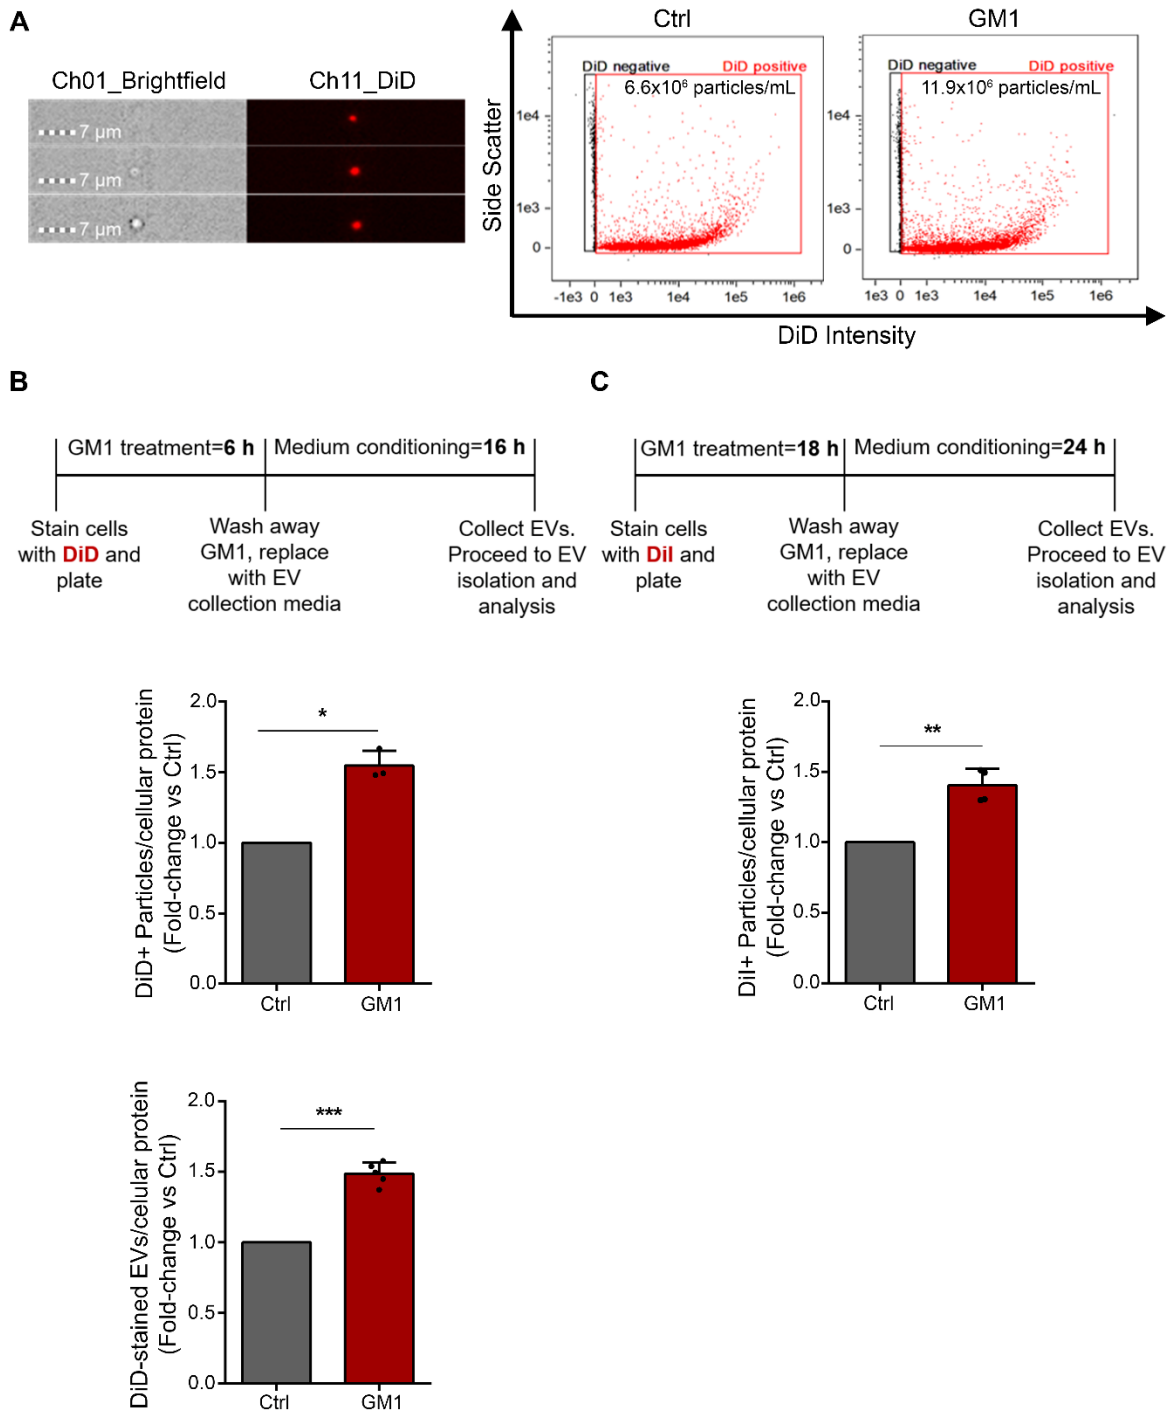 A
Ch01_Brightfield
Ch11_DiD
7 µm
7 µm
7 µm
Side Scatter
Ctrl
DiD negative
DiD positive
6.6x10⁶ particles/mL
1e4
1e3
0
-1e3 0 1e3 1e4 1e5 1e6
GM1
DiD negative
DiD positive
11.9x10⁶ particles/mL
1e4
1e3
0
1e3 0 1e3 1e4 1e5 1e6
DiD Intensity
B
GM1 treatment=6 h
Medium conditioning=16 h
Stain cells
with DiD and
plate
Wash away
GM1, replace
with EV
collection media
Collect EVs.
Proceed to EV
isolation and
analysis
DiD+ Particles/cellular protein
(Fold-change vs Ctrl)
2.0
1.5
1.0
0.5
0.0
*
Ctrl
GM1
DiD-stained EVs/cellular protein
(Fold-change vs Ctrl)
2.0
1.5
1.0
0.5
0.0
***
Ctrl
GM1
C
GM1 treatment=18 h
Medium conditioning=24 h
Stain cells
with DiI and
plate
Wash away
GM1, replace
with EV
collection media
Collect EVs.
Proceed to EV
isolation and
analysis
DiI+ Particles/cellular protein
(Fold-change vs Ctrl)
2.0
1.5
1.0
0.5
0.0
**
Ctrl
GM1